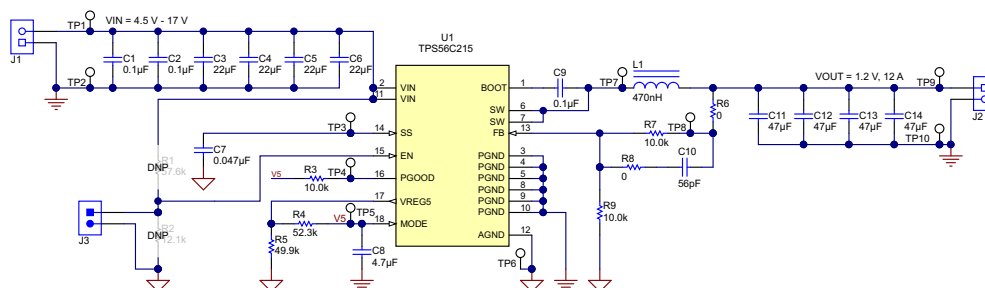 TP1
VIN = 4.5 V - 17 V
J1
C1
0.1µF
C2
0.1µF
C3
22µF
C4
22µF
C5
22µF
C6
22µF
TP2
U1
TPS56C215
2
VIN
11
VIN
14
SS
15
EN
16
PGOOD
17
VREG5
18
MODE
BOOT
1
SW
6
SW
7
FB
13
PGND
3
PGND
4
PGND
5
PGND
8
PGND
9
PGND
10
AGND
12
TP3
C7
0.047µF
DNP
R1
DNP
R2
12.1k
J3
V5
R3
10.0k
TP4
R4
52.3k
V5
TP5
R5
49.9k
C8
4.7µF
TP6
C9
0.1µF
TP7
L1
470nH
R6
0
R7
10.0k
TP8
R8
0
C10
56pF
R9
10.0k
VOUT = 1.2 V, 12 A
TP9
C11
47µF
C12
47µF
C13
47µF
C14
47µF
TP10
J2